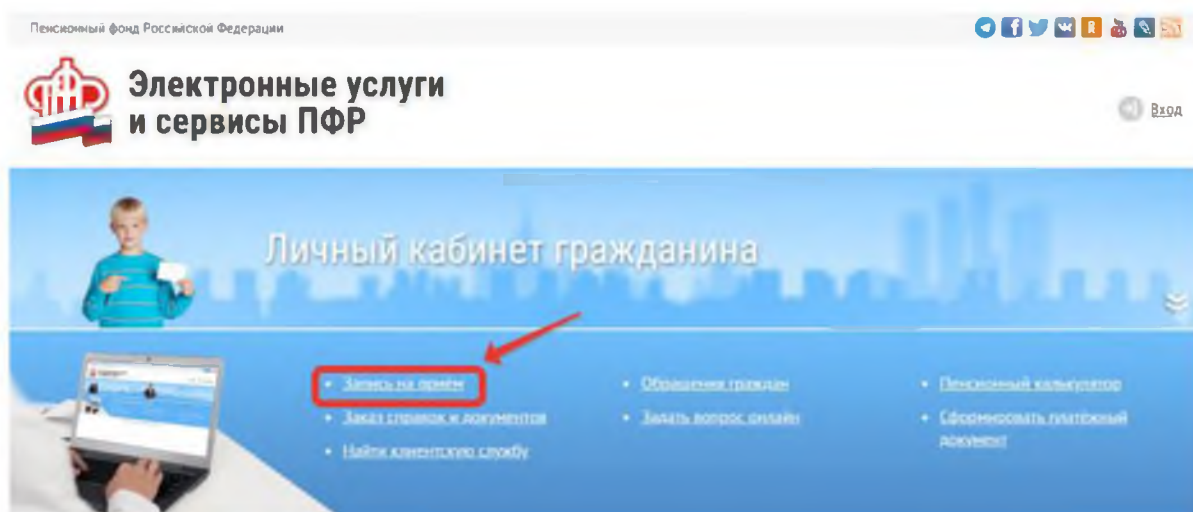 Пенсионный фонд Российской Федерации
Электронные услуги
и сервисы ПФР
Вход
Личный кабинет гражданина
• Запись на приём
• Заказ справок и документов
• Найти клиентскую службу
• Обращения граждан
• Задать вопрос онлайн
• Пенсионный калькулятор
• Сформировать платёжный
документ